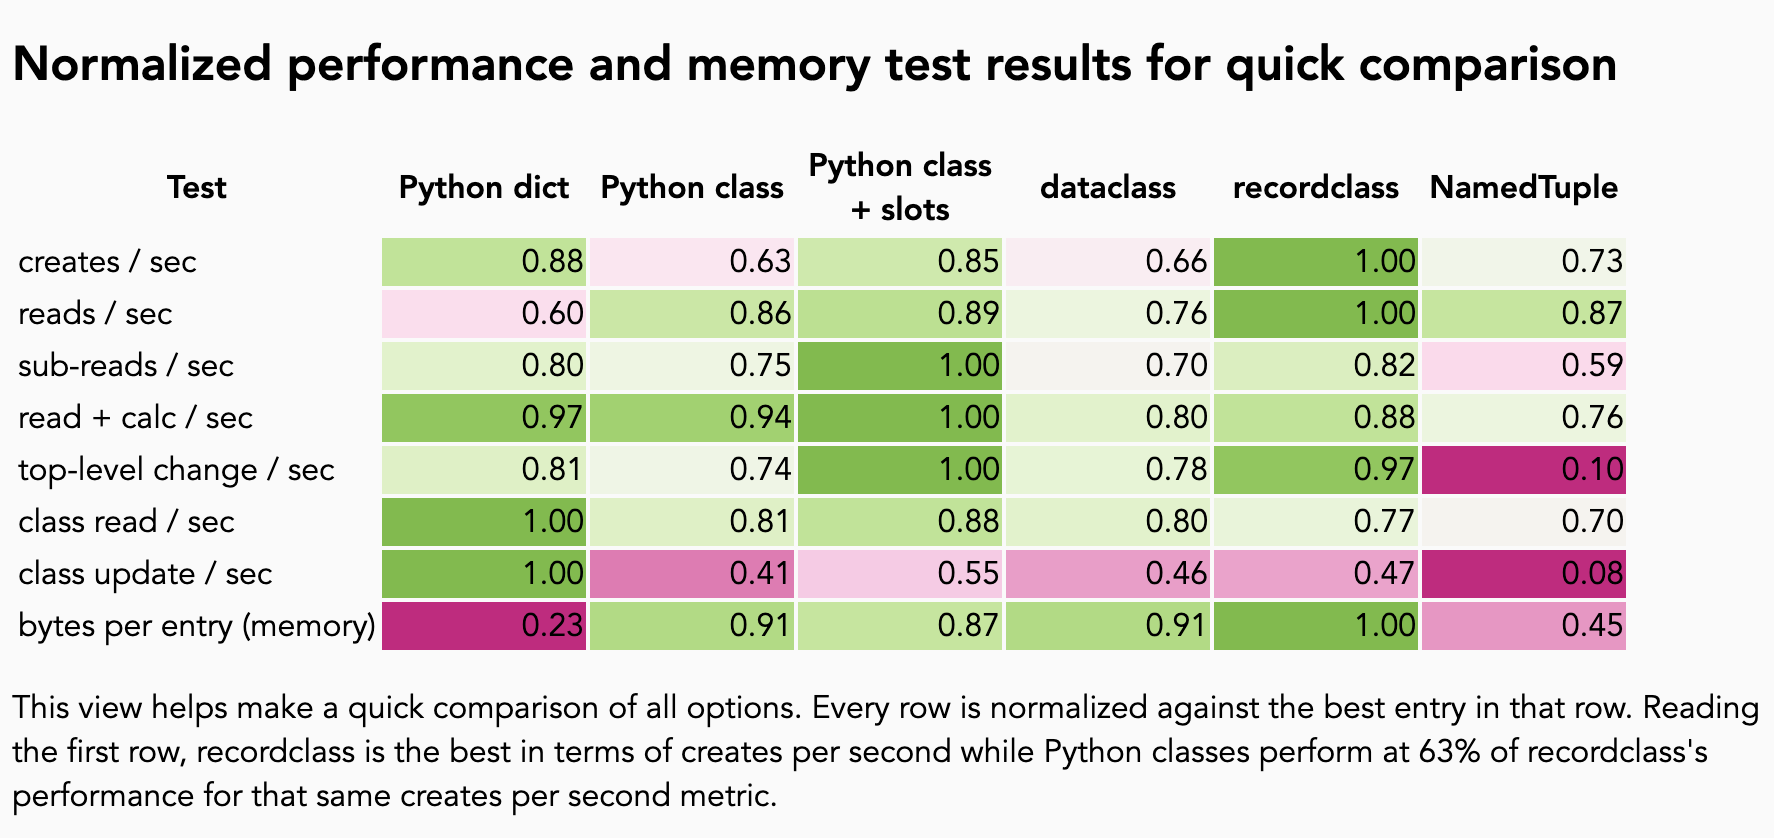 Normalized performance and memory test results for quick comparison
Test Python dict Python class Python class + slots dataclass recordclass NamedTuple
creates / sec 0.88 0.63 0.85 0.66 1.00 0.73
reads / sec 0.60 0.86 0.89 0.76 1.00 0.87
sub-reads / sec 0.80 0.75 1.00 0.70 0.82 0.59
read + calc / sec 0.97 0.94 1.00 0.80 0.88 0.76
top-level change / sec 0.81 0.74 1.00 0.78 0.97 0.10
class read / sec 1.00 0.81 0.88 0.80 0.77 0.70
class update / sec 1.00 0.41 0.55 0.46 0.47 0.08
bytes per entry (memory) 0.23 0.91 0.87 0.91 1.00 0.45
This view helps make a quick comparison of all options. Every row is normalized against the best entry in that row. Reading
the first row, recordclass is the best in terms of creates per second while Python classes perform at 63% of recordclass's
performance for that same creates per second metric.